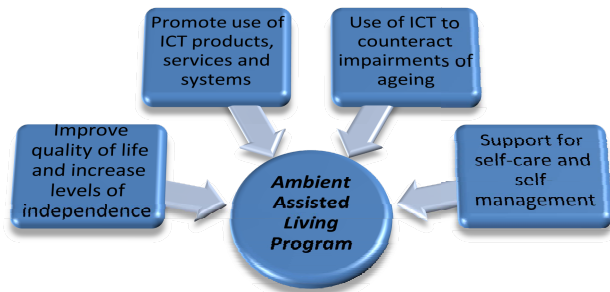 Promote use of
ICT products,
services and
systems
Use of ICT to
counteract
impairments of
ageing
Improve
quality of life
and increase
levels of
independence
Support for
self-care and
self-
management
Ambient
Assisted
Living
Program